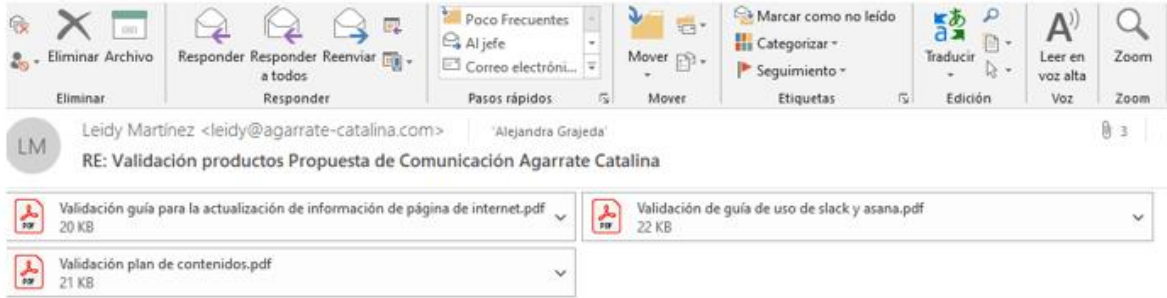 Eliminar Archivo
Responder Responder Reenviar
a todos
Poco Frecuentes
Al jefe
Correo electróni...
Mover
Marcar como no leído
Categorizar
Seguimiento
Traducir
Leer en
voz alta
Zoom
Eliminar Responder Pasos rápidos Mover Etiquetas Edición Voz Zoom
LM
Leidy Martínez <leidy@agarrate-catalina.com> 'Alejandra Grajeda' 3
RE: Validación productos Propuesta de Comunicación Agarrate Catalina
Validación guía para la actualización de información de página de internet.pdf
20 KB
Validación de guía de uso de slack y asana.pdf
22 KB
Validación plan de contenidos.pdf
21 KB